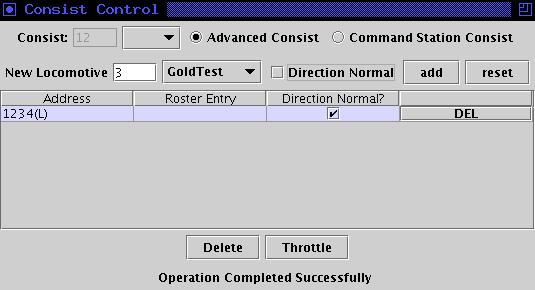 Consist Control
Consist: 12 Advanced Consist Command Station Consist
New Locomotive 3 GoldTest Direction Normal add reset
Address Roster Entry Direction Normal?
1234(L) DEL
Delete Throttle
Operation Completed Successfully